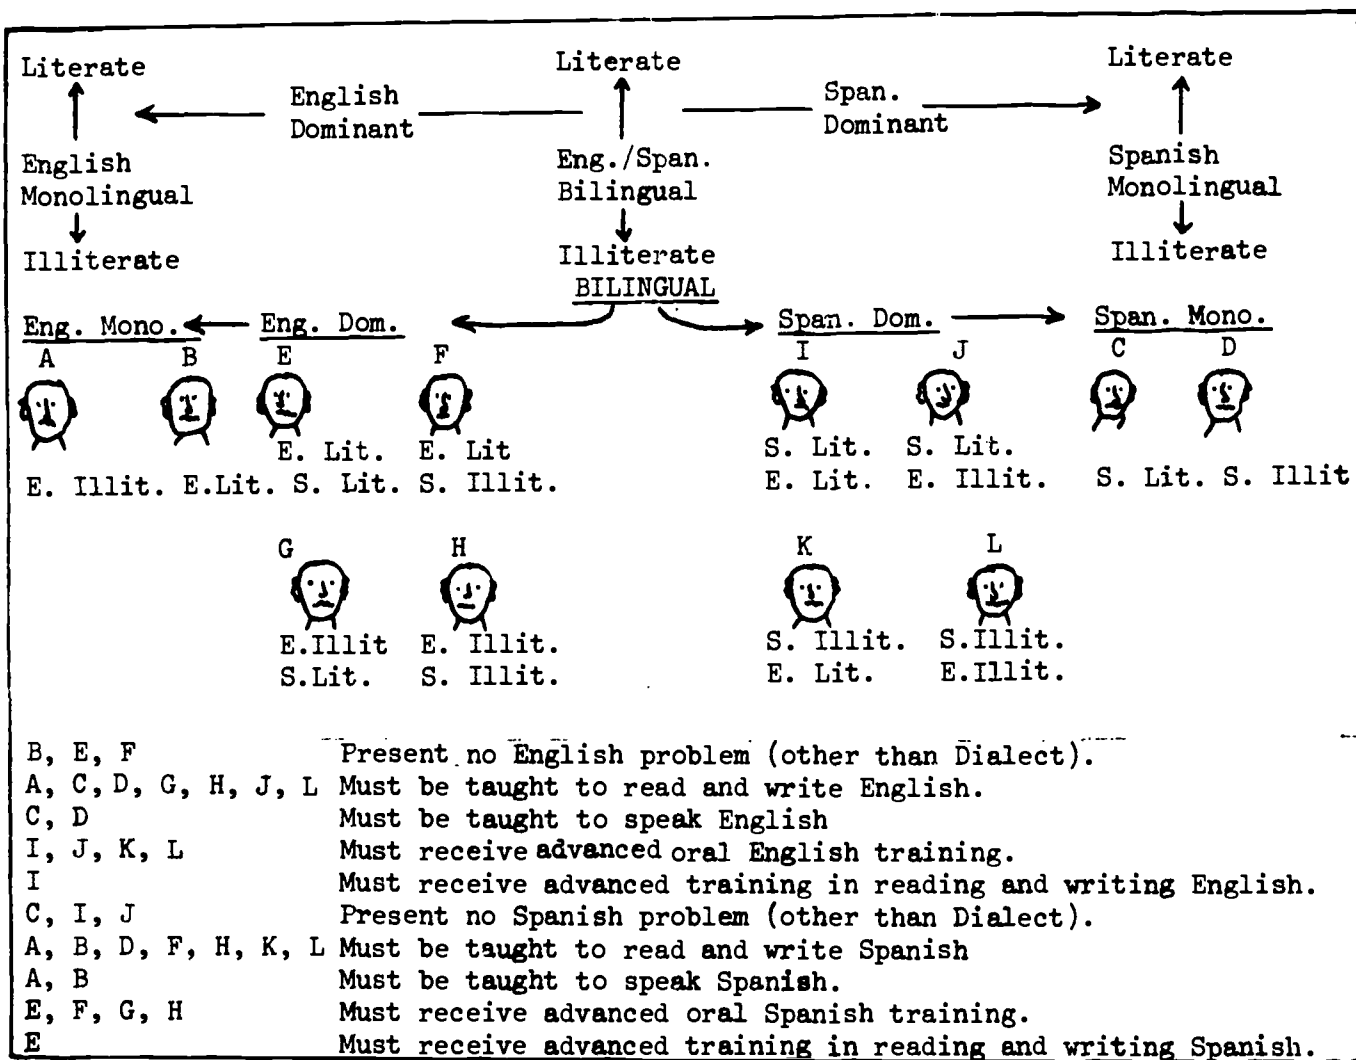 Literate Literate Literate
English Dominant Span. Dominant
English Monolingual Eng./Span. Bilingual Spanish Monolingual
Illiterate Illiterate Illiterate
BILINGUAL
Eng. Mono. Eng. Dom. Span. Dom. Span. Mono.
A B E F I J C D
E. Lit. E. Lit S. Lit. S. Lit.
E. Illit. E.Lit. S. Lit. S. Illit. E. Lit. E. Illit. S. Lit. S. Illit
G H K L
E.Illit E. Illit. S. Illit. S.Illit.
S.Lit. S. Illit. E. Lit. E.Illit.
B, E, F Present no English problem (other than Dialect).
A, C, D, G, H, J, L Must be taught to read and write English.
C, D Must be taught to speak English
I, J, K, L Must receive advanced oral English training.
I Must receive advanced training in reading and writing English.
C, I, J Present no Spanish problem (other than Dialect).
A, B, D, F, H, K, L Must be taught to read and write Spanish
A, B Must be taught to speak Spanish.
E, F, G, H Must receive advanced oral Spanish training.
E Must receive advanced training in reading and writing Spanish.